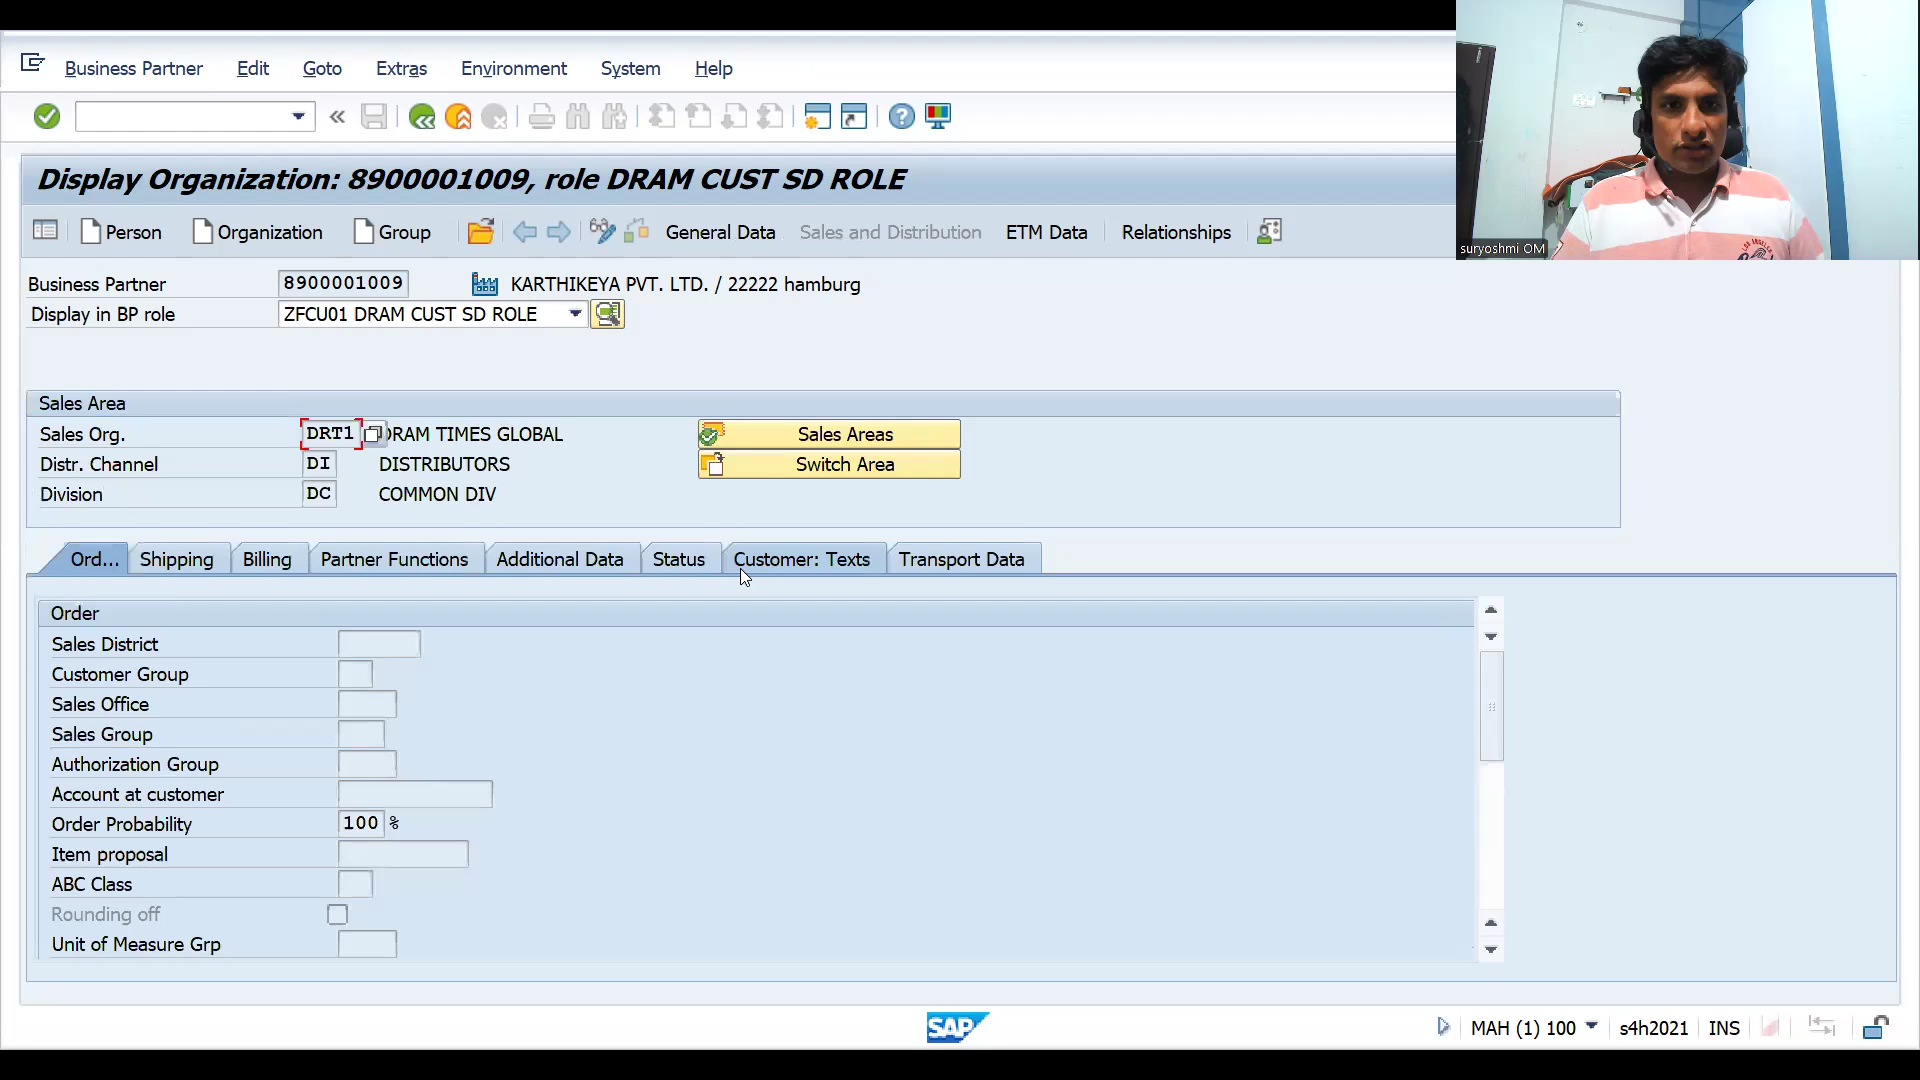 Business Partner Edit Goto Extras Environment System Help
Display Organization: 8900001009, role DRAM CUST SD ROLE
Person Organization Group General Data Sales and Distribution ETM Data Relationships
suryoshmi OM
Business Partner 8900001009 KARTHIKEYA PVT. LTD. / 22222 hamburg
Display in BP role ZFCU01 DRAM CUST SD ROLE
Sales Area
Sales Org. DRT1 DRAM TIMES GLOBAL Sales Areas
Distr. Channel DI DISTRIBUTORS Switch Area
Division DC COMMON DIV
Ord... Shipping Billing Partner Functions Additional Data Status Customer: Texts Transport Data
Order
Sales District
Customer Group
Sales Office
Sales Group
Authorization Group
Account at customer
Order Probability 100 %
Item proposal
ABC Class
Rounding off
Unit of Measure Grp
SAP MAH (1) 100 s4h2021 INS